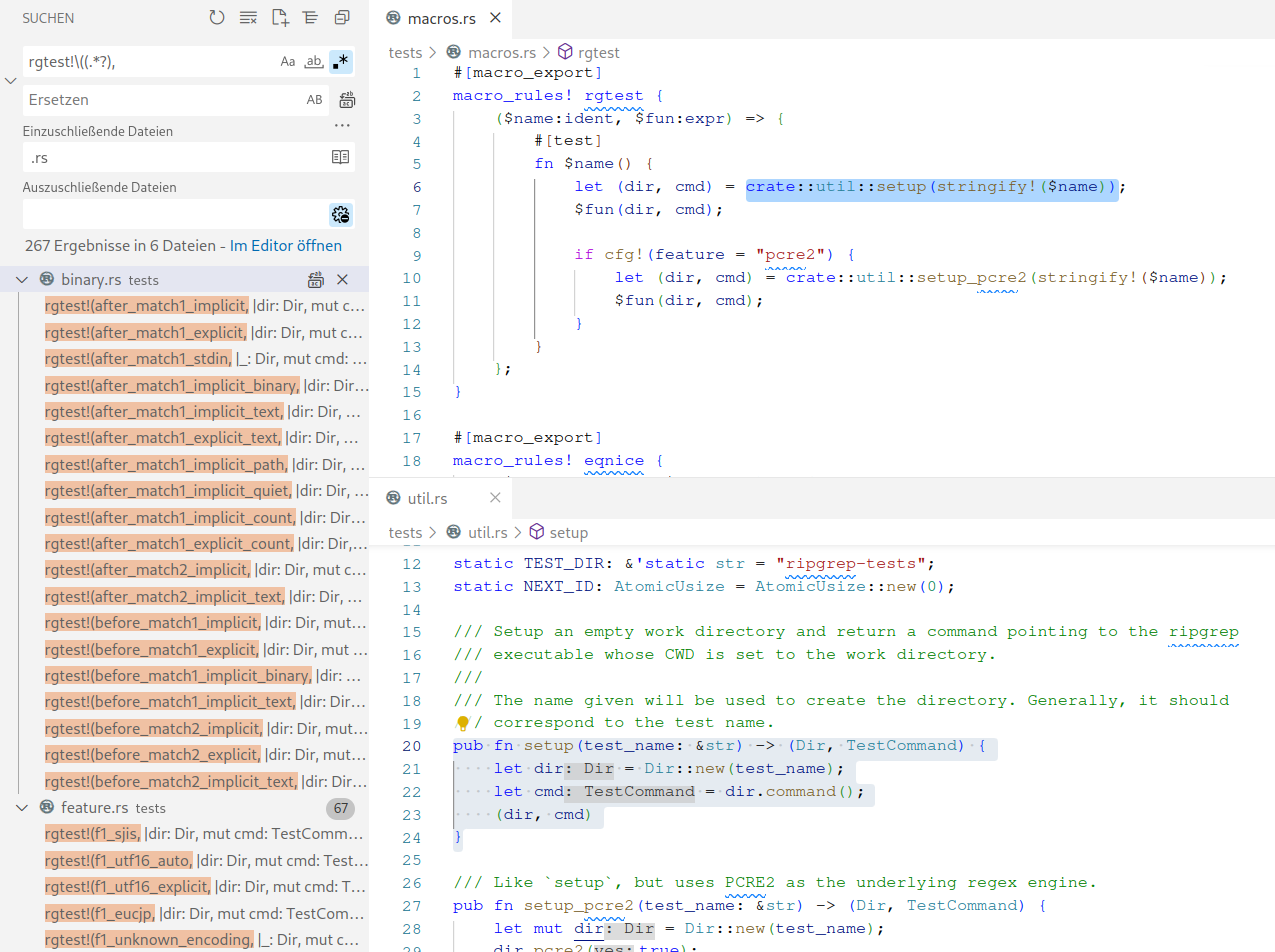 SUCHEN
rgtest!\((.*?),
Aa ab .*
Ersetzen
AB
Einzuschließende Dateien
...
.rs
Auszuschließende Dateien
267 Ergebnisse in 6 Dateien - Im Editor öffnen
binary.rs tests
rgtest!(after_match1_implicit, |dir: Dir, mut c…
rgtest!(after_match1_explicit, |dir: Dir, mut c…
rgtest!(after_match1_stdin, |_: Dir, mut cmd: …
rgtest!(after_match1_implicit_binary, |dir: Dir…
rgtest!(after_match1_implicit_text, |dir: Dir, …
rgtest!(after_match1_explicit_text, |dir: Dir, …
rgtest!(after_match1_implicit_path, |dir: Dir, …
rgtest!(after_match1_implicit_quiet, |dir: Dir, …
rgtest!(after_match1_implicit_count, |dir: Dir…
rgtest!(after_match1_explicit_count, |dir: Dir,…
rgtest!(after_match2_implicit, |dir: Dir, mut c…
rgtest!(after_match2_implicit_text, |dir: Dir, …
rgtest!(before_match1_implicit, |dir: Dir, mut…
rgtest!(before_match1_explicit, |dir: Dir, mut …
rgtest!(before_match1_implicit_binary, |dir: …
rgtest!(before_match1_implicit_text, |dir: Dir…
rgtest!(before_match2_implicit, |dir: Dir, mut…
rgtest!(before_match2_explicit, |dir: Dir, mut…
rgtest!(before_match2_implicit_text, |dir: Dir…
feature.rs tests 67
rgtest!(f1_sjis, |dir: Dir, mut cmd: TestComm…
rgtest!(f1_utf16_auto, |dir: Dir, mut cmd: Test…
rgtest!(f1_utf16_explicit, |dir: Dir, mut cmd: T…
rgtest!(f1_eucjp, |dir: Dir, mut cmd: TestCom…
rgtest!(f1_unknown_encoding, |_: Dir, mut c…
macros.rs
tests > macros.rs > rgtest
1 #[macro_export]
2 macro_rules! rgtest {
3 ($name:ident, $fun:expr) => {
4 #[test]
5 fn $name() {
6 let (dir, cmd) = crate::util::setup(stringify!($name));
7 $fun(dir, cmd);
8
9 if cfg!(feature = "pcre2") {
10 let (dir, cmd) = crate::util::setup_pcre2(stringify!($name));
11 $fun(dir, cmd);
12 }
13 }
14 };
15 }
16
17 #[macro_export]
18 macro_rules! eqnice {
util.rs
tests > util.rs > setup
12 static TEST_DIR: &'static str = "ripgrep-tests";
13 static NEXT_ID: AtomicUsize = AtomicUsize::new(0);
14
15 /// Setup an empty work directory and return a command pointing to the ripgrep
16 /// executable whose CWD is set to the work directory.
17 ///
18 /// The name given will be used to create the directory. Generally, it should
19 / correspond to the test name.
20 pub fn setup(test_name: &str) -> (Dir, TestCommand) {
21 let dir: Dir = Dir::new(test_name);
22 let cmd: TestCommand = dir.command();
23 (dir, cmd)
24 }
25
26 /// Like `setup`, but uses PCRE2 as the underlying regex engine.
27 pub fn setup_pcre2(test_name: &str) -> (Dir, TestCommand) {
28 let mut dir: Dir = Dir::new(test_name);
29 dir.pcre2(yes: true);